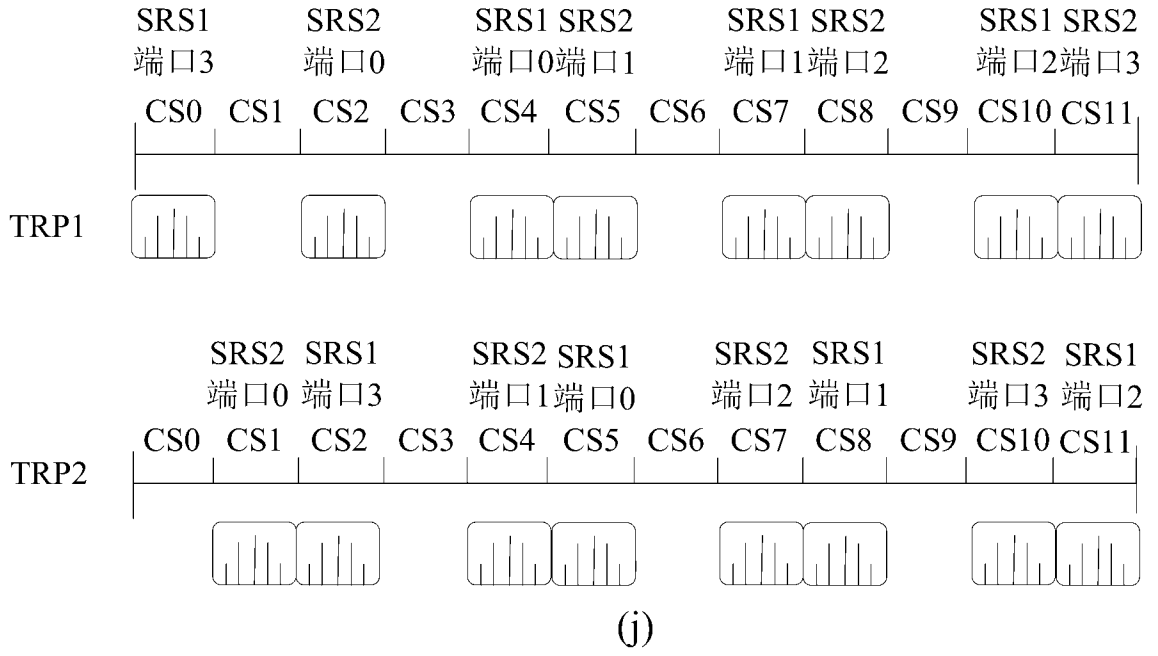 SRS1 SRS2 SRS1 SRS2 SRS1 SRS2 SRS1 SRS2
端口3 端口0 端口0 端口1 端口1 端口2 端口2 端口3
CS0 CS1 CS2 CS3 CS4 CS5 CS6 CS7 CS8 CS9 CS10 CS11
TRP1
SRS2 SRS1 SRS2 SRS1 SRS2 SRS1 SRS2 SRS1
端口0 端口3 端口1 端口0 端口2 端口1 端口3 端口2
CS0 CS1 CS2 CS3 CS4 CS5 CS6 CS7 CS8 CS9 CS10 CS11
TRP2
(j)